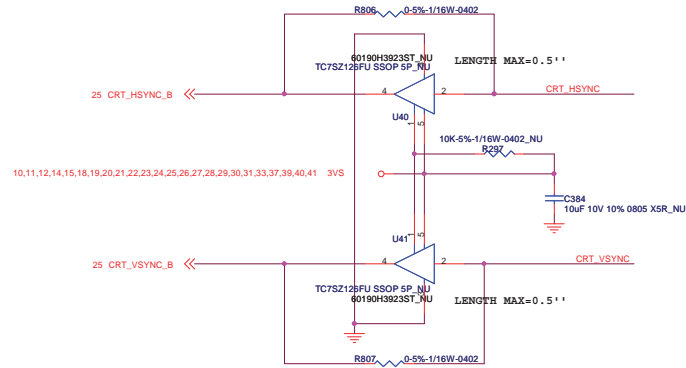 R806 0-5%-1/16W-0402
60190H3923ST_NU
TC7SZ126FU SSOP 5P_NU
LENGTH MAX=0.5''
25 CRT_HSYNC_B
4
2
CRT_HSYNC
U40
1
5
10K-5%-1/16W-0402_NU
R297
10,11,12,14,15,18,19,20,21,22,23,24,25,26,27,28,29,30,31,33,37,39,40,41 3VS
C384
10uF 10V 10% 0805 X5R_NU
U41
1
5
25 CRT_VSYNC_B
4
2
CRT_VSYNC
TC7SZ126FU SSOP 5P_NU
60190H3923ST_NU
LENGTH MAX=0.5''
R807 0-5%-1/16W-0402